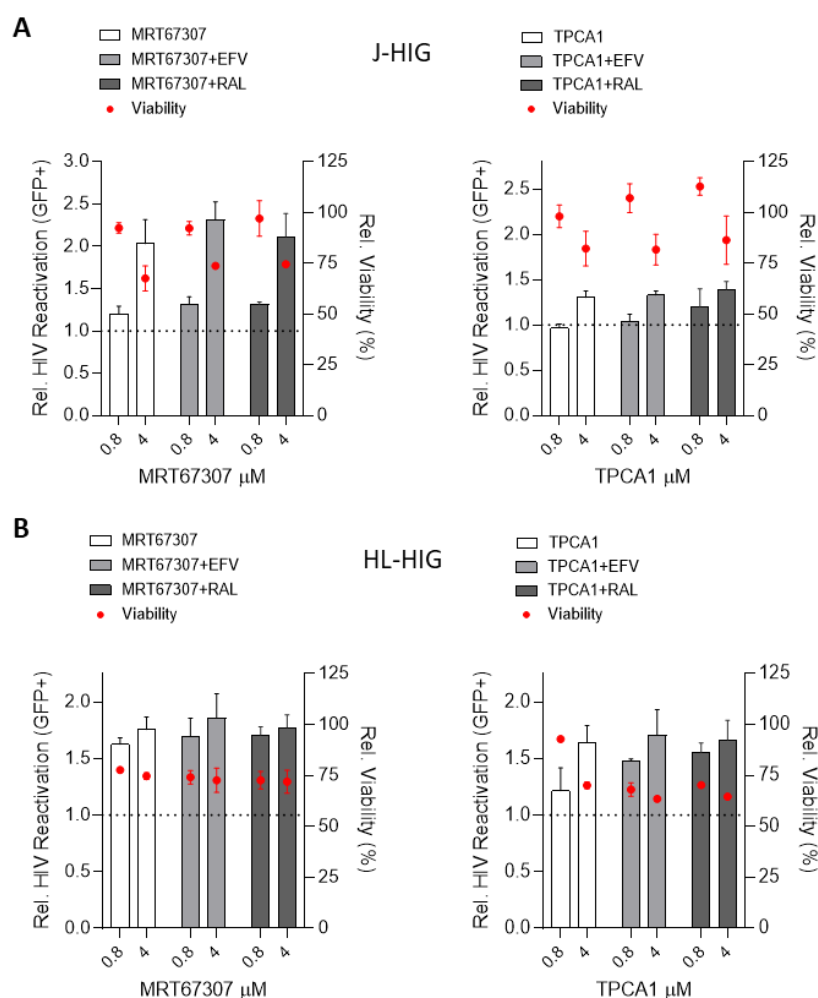 A
MRT67307
MRT67307+EFV
MRT67307+RAL
Viability
J-HIG
TPCA1
TPCA1+EFV
TPCA1+RAL
Viability
Rel. HIV Reactivation (GFP+)
3.0
2.5
2.0
1.5
1.0
0.5
0.0
125
100
75
50
25
0
Rel. Viability (%)
0.8 4 0.8 4 0.8 4
MRT67307 μM
Rel. HIV Reactivation (GFP+)
2.5
2.0
1.5
1.0
0.5
0.0
125
100
75
50
25
0
Rel. Viability (%)
0.8 4 0.8 4 0.8 4
TPCA1 μM
B
MRT67307
MRT67307+EFV
MRT67307+RAL
Viability
HL-HIG
TPCA1
TPCA1+EFV
TPCA1+RAL
Viability
Rel. HIV Reactivation (GFP+)
2.0
1.5
1.0
0.5
0.0
125
100
75
50
25
0
Rel. Viability (%)
0.8 4 0.8 4 0.8 4
MRT67307 μM
Rel. HIV Reactivation (GFP+)
2.0
1.5
1.0
0.5
0.0
125
100
75
50
25
0
Rel. Viability (%)
0.8 4 0.8 4 0.8 4
TPCA1 μM